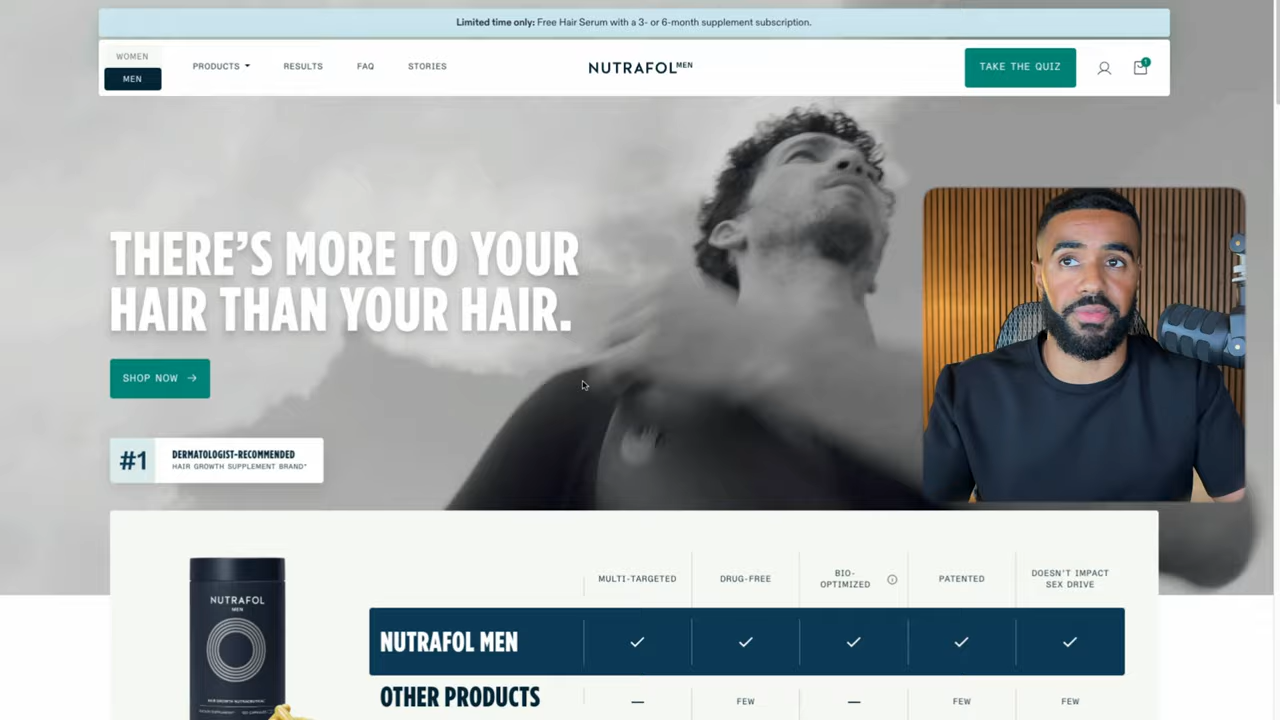 Limited time only: Free Hair Serum with a 3- or 6-month supplement subscription.
WOMEN
MEN
PRODUCTS
RESULTS
FAQ
STORIES
NUTRAFOL MEN
TAKE THE QUIZ
1
THERE'S MORE TO YOUR
HAIR THAN YOUR HAIR.
SHOP NOW →
#1
DERMATOLOGIST-RECOMMENDED
HAIR GROWTH SUPPLEMENT BRAND*
NUTRAFOL
MEN
MULTI-TARGETED
DRUG-FREE
BIO-
OPTIMIZED
PATENTED
DOESN'T IMPACT
SEX DRIVE
NUTRAFOL MEN
OTHER PRODUCTS
— FEW — FEW FEW